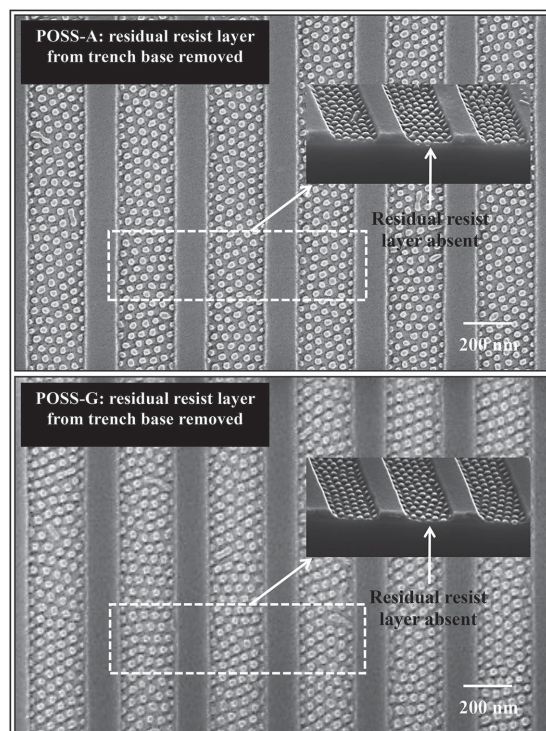 POSS-A: residual resist layer
from trench base removed
Residual resist
layer absent
200 nm
POSS-G: residual resist layer
from trench base removed
Residual resist
layer absent
200 nm